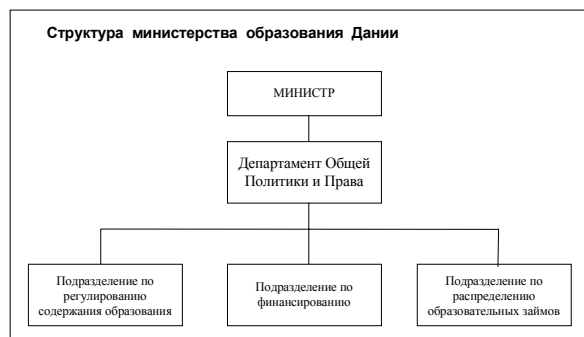 Структура министерства образования Дании
МИНИСТР
Департамент Общей
Политики и Права
Подразделение по
регулированию
содержания образования
Подразделение по
финансированию
Подразделение по
распределению
образовательных займов